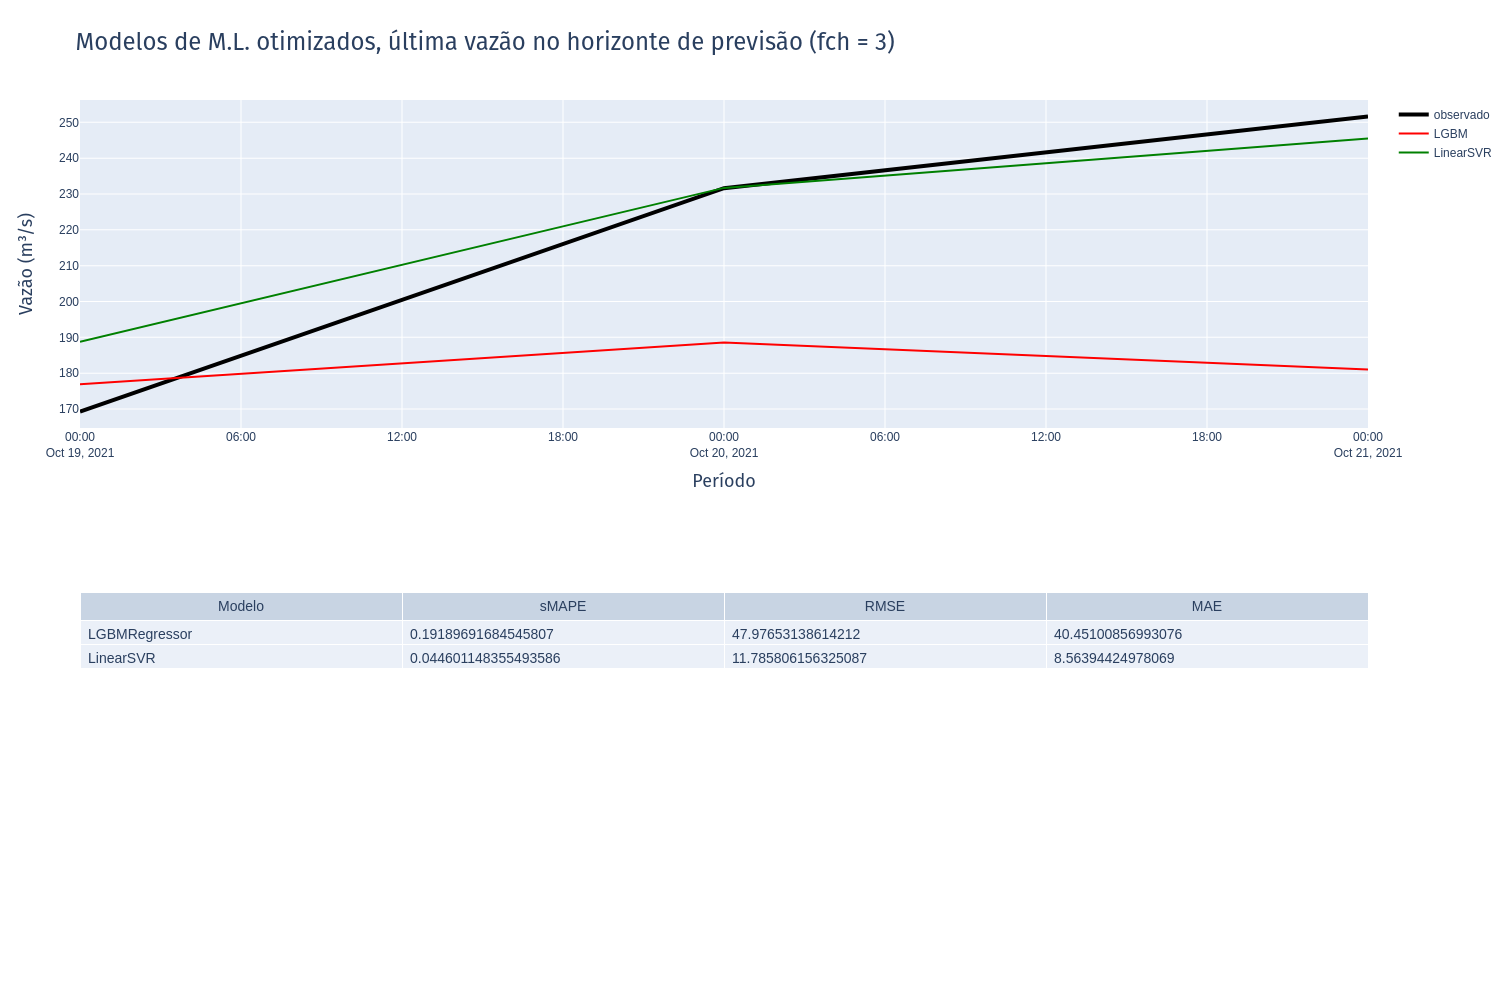 Modelos de M.L. otimizados, última vazão no horizonte de previsão (fch = 3)
observado
LGBM
LinearSVR
Vazão (m³/s)
250
240
230
220
210
200
190
180
170
00:00 06:00 12:00 18:00 00:00 06:00 12:00 18:00 00:00
Oct 19, 2021 Oct 20, 2021 Oct 21, 2021
Período
Modelo sMAPE RMSE MAE
LGBMRegressor 0.19189691684545807 47.97653138614212 40.45100856993076
LinearSVR 0.044601148355493586 11.785806156325087 8.56394424978069